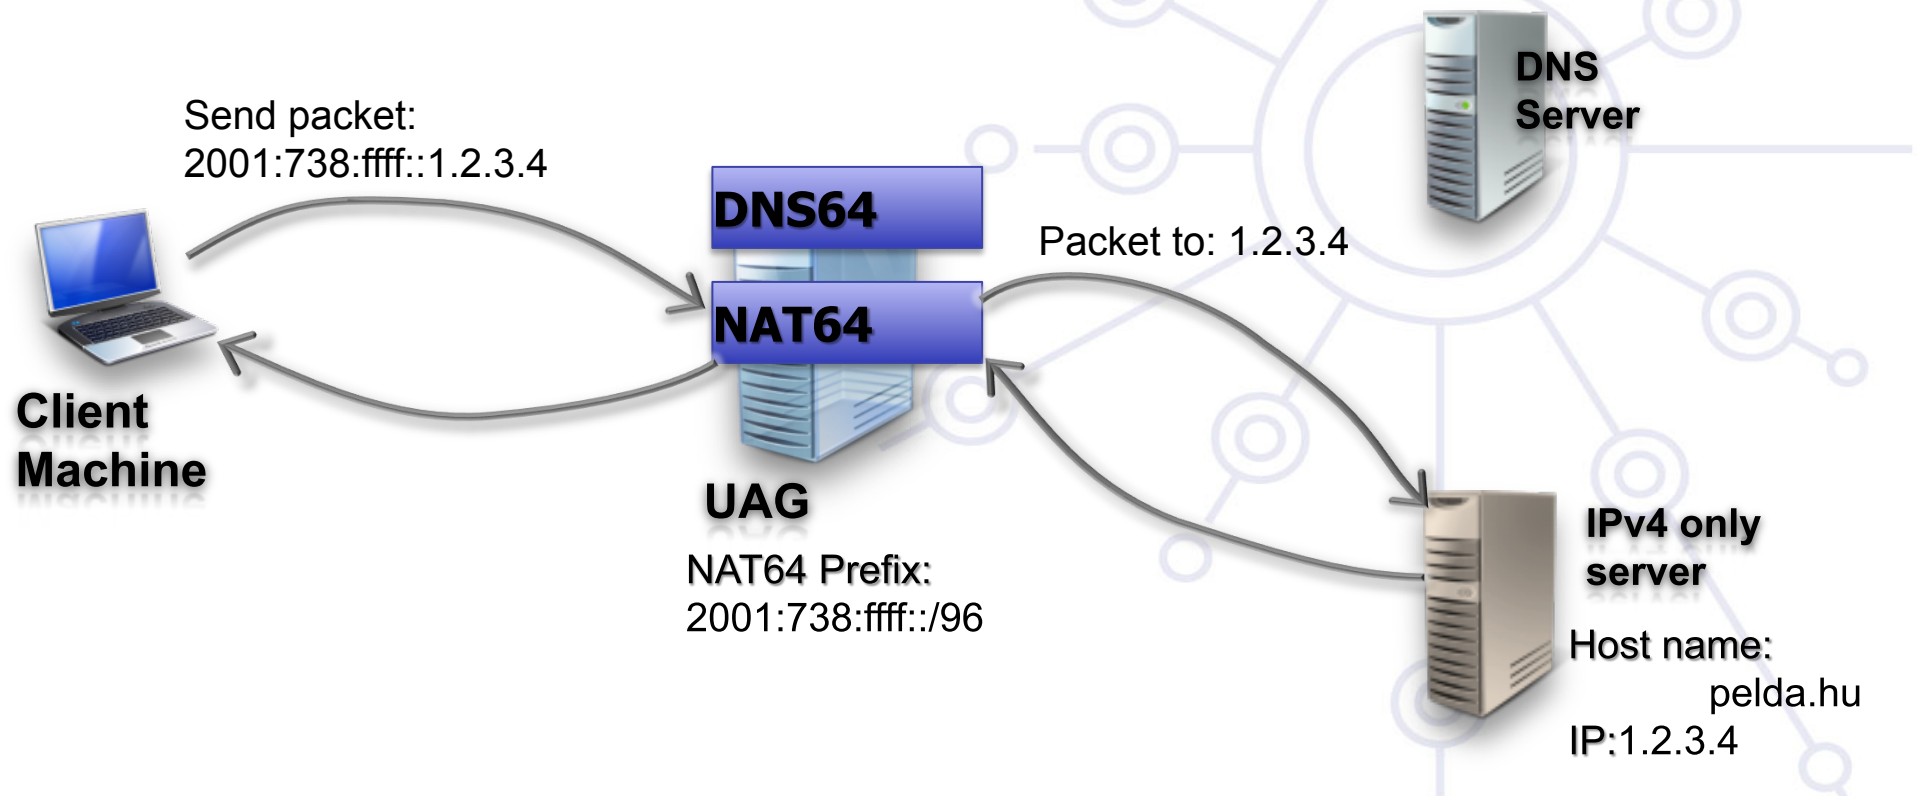 Send packet:
2001:738:ffff::1.2.3.4
Client
Machine
DNS64
NAT64
UAG
NAT64 Prefix:
2001:738:ffff::/96
Packet to: 1.2.3.4
DNS
Server
IPv4 only
server
Host name:
pelda.hu
IP:1.2.3.4